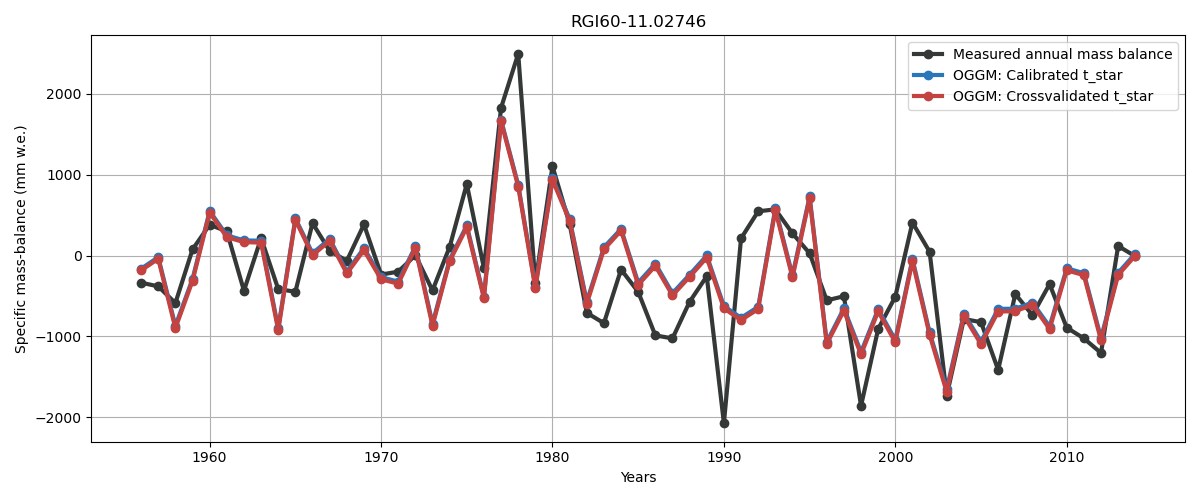 RGI60-11.02746
Measured annual mass balance
OGGM: Calibrated t_star
OGGM: Crossvalidated t_star
Specific mass-balance (mm w.e.)
2000
1000
0
−1000
−2000
1960
1970
1980
1990
2000
2010
Years